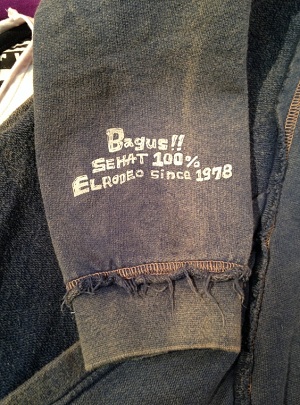 Bagus!!
SEHAT 100%
ELRODEO since 1978